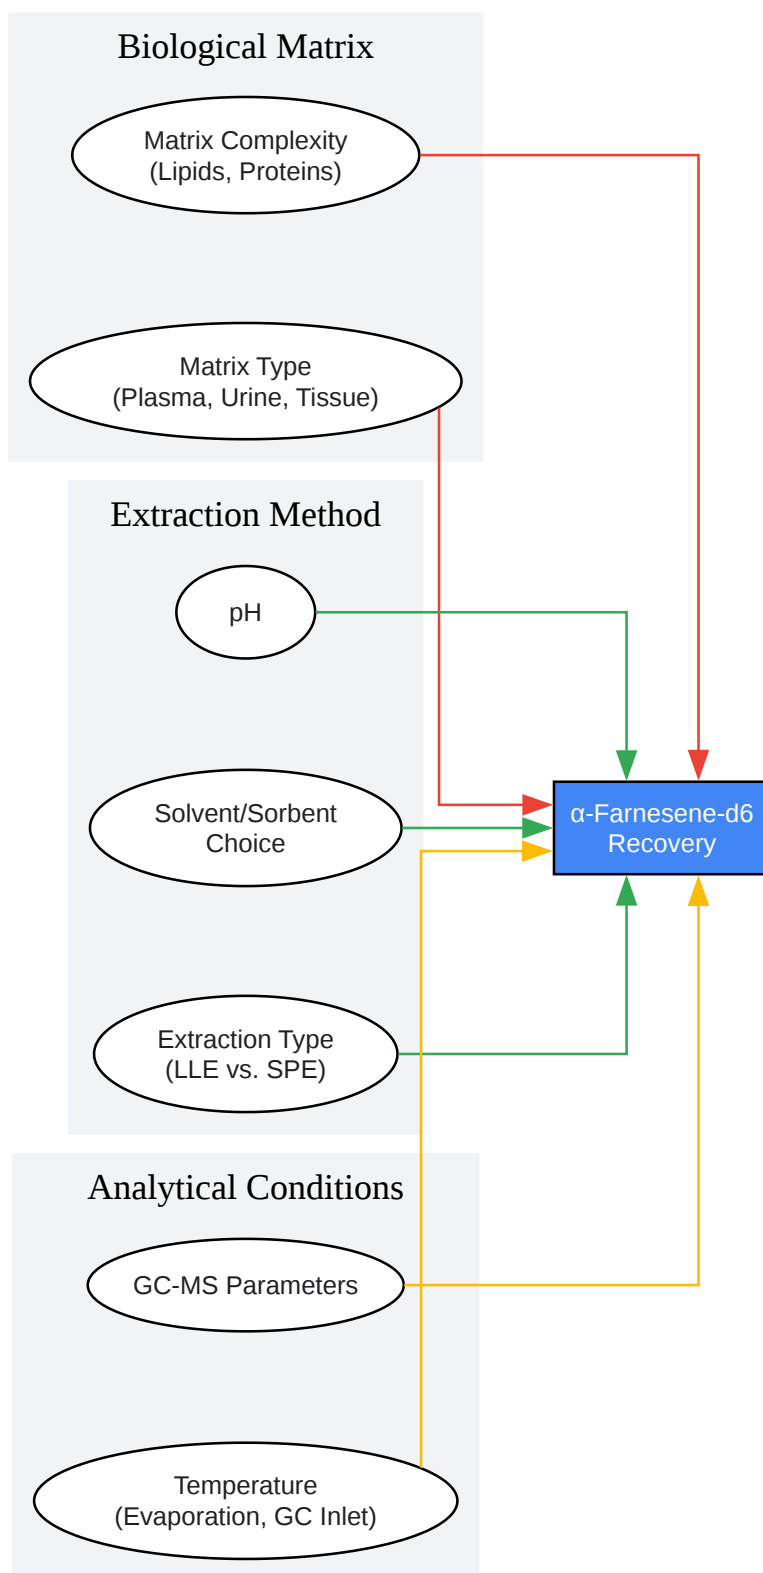 Biological Matrix
Matrix Complexity
(Lipids, Proteins)
Matrix Type
(Plasma, Urine, Tissue)
Extraction Method
pH
Solvent/Sorbent
Choice
α-Farnesene-d6
Recovery
Extraction Type
(LLE vs. SPE)
Analytical Conditions
GC-MS Parameters
Temperature
(Evaporation, GC Inlet)